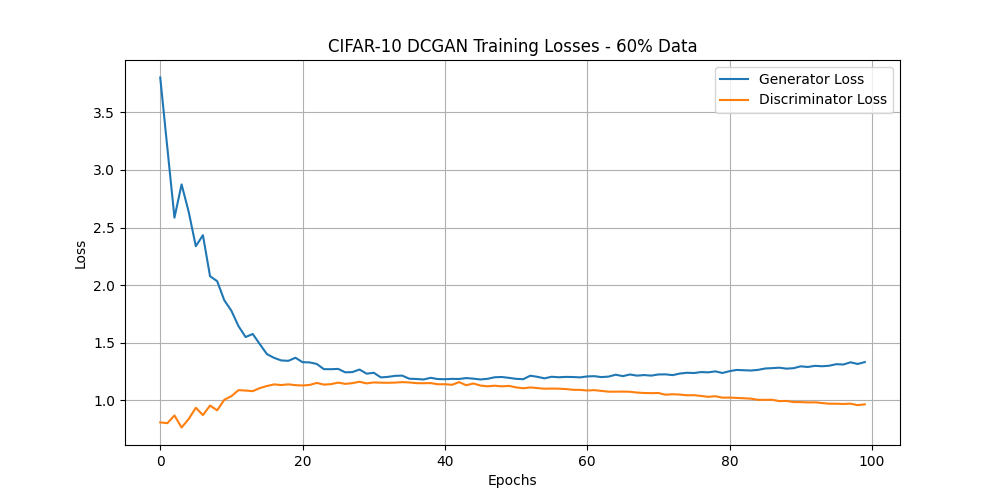 CIFAR-10 DCGAN Training Losses - 60% Data
Generator Loss
Discriminator Loss
3.5
3.0
2.5
2.0
1.5
1.0
Loss
0 20 40 60 80 100
Epochs